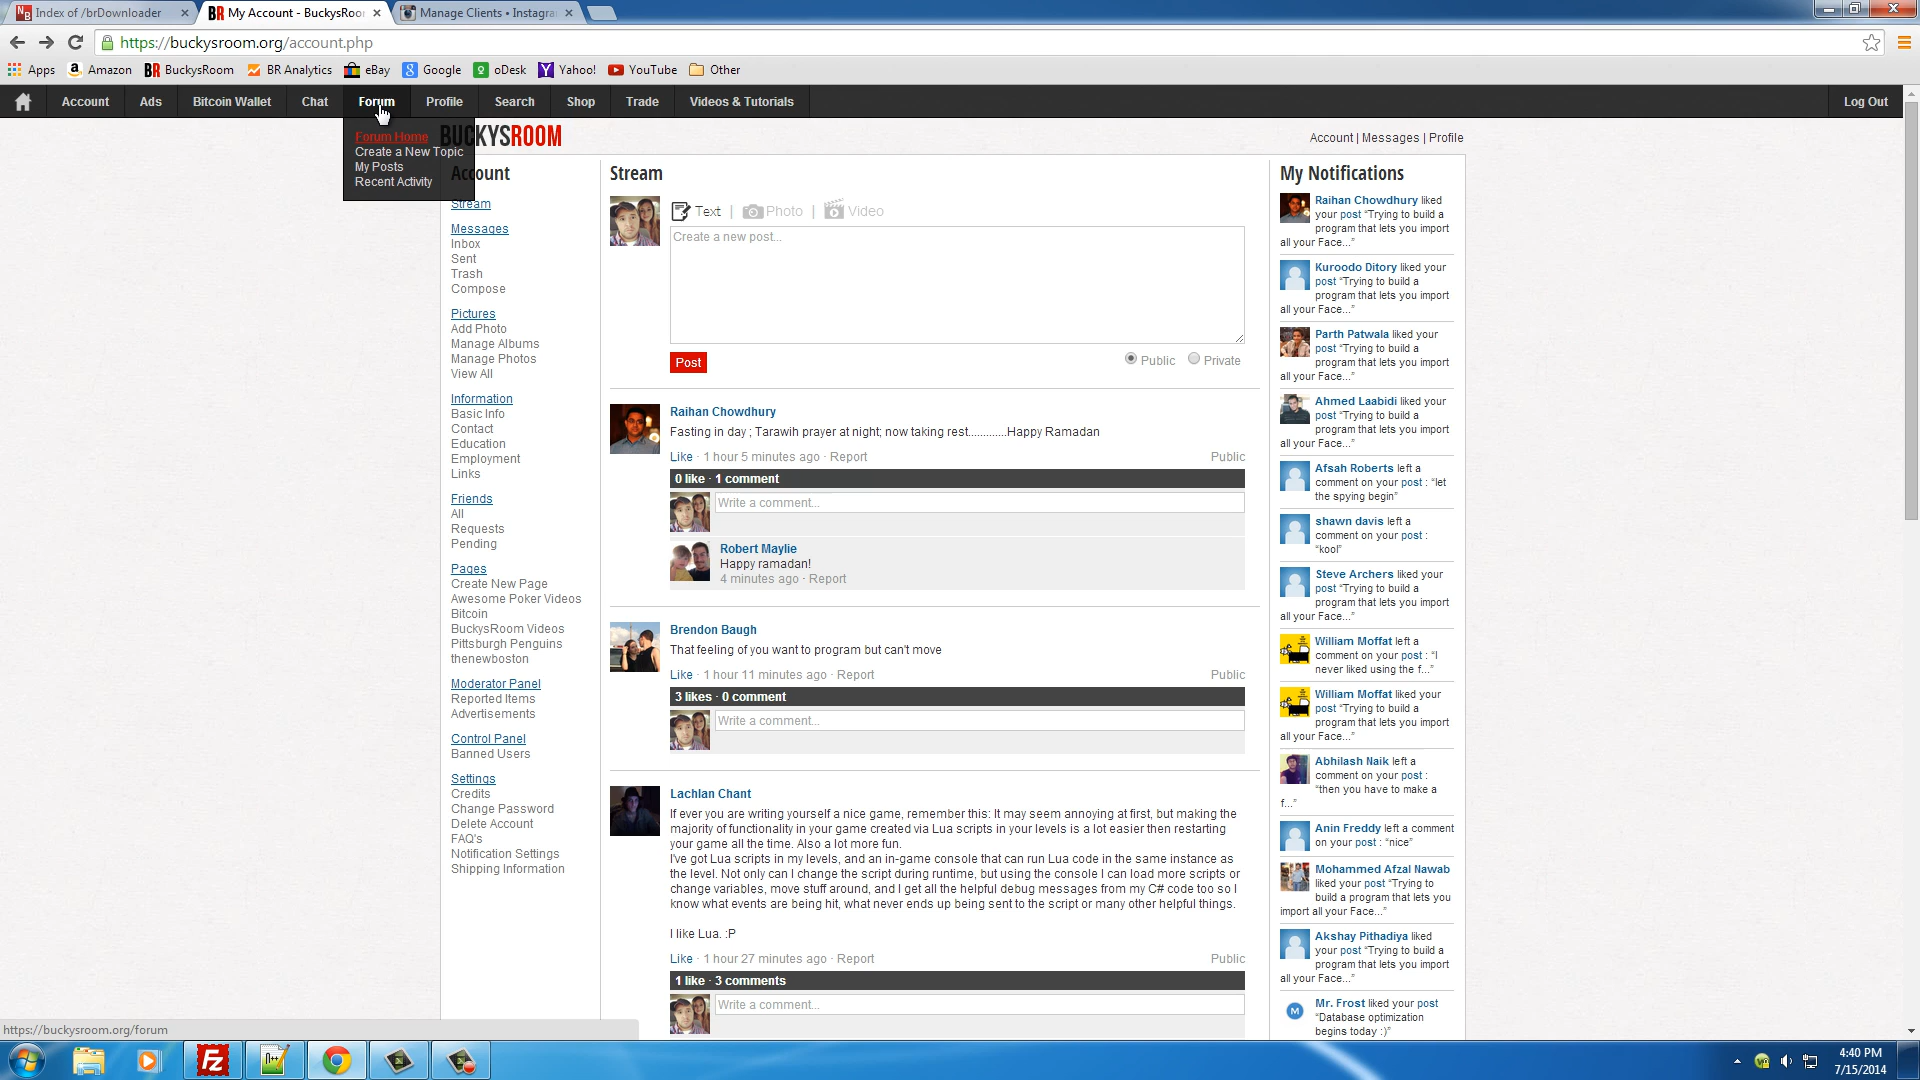 Index of /brDownloader
My Account - BuckysRoo
Manage Clients • Instagra
https://buckysroom.org/account.php
Apps
Amazon
BuckysRoom
BR Analytics
eBay
Google
oDesk
Yahoo!
YouTube
Other
Account
Ads
Bitcoin Wallet
Chat
Forum
Profile
Search
Shop
Trade
Videos & Tutorials
Log Out
Forum Home
Create a New Topic
My Posts
Recent Activity
BUCKYSROOM
Account | Messages | Profile
Account
Stream
Messages
Inbox
Sent
Trash
Compose
Pictures
Add Photo
Manage Albums
Manage Photos
View All
Information
Basic Info
Contact
Education
Employment
Links
Friends
All
Requests
Pending
Pages
Create New Page
Awesome Poker Videos
Bitcoin
BuckysRoom Videos
Pittsburgh Penguins
thenewboston
Moderator Panel
Reported Items
Advertisements
Control Panel
Banned Users
Settings
Credits
Change Password
Delete Account
FAQ's
Notification Settings
Shipping Information
Stream
Text | Photo | Video
Create a new post...
Post
Public
Private
Raihan Chowdhury
Fasting in day ; Tarawih prayer at night; now taking rest.............Happy Ramadan
Like · 1 hour 5 minutes ago · Report
Public
0 like · 1 comment
Write a comment...
Robert Maylie
Happy ramadan!
4 minutes ago · Report
Brendon Baugh
That feeling of you want to program but can't move
Like · 1 hour 11 minutes ago · Report
Public
3 likes · 0 comment
Write a comment...
Lachlan Chant
If ever you are writing yourself a nice game, remember this: It may seem annoying at first, but making the
majority of functionality in your game created via Lua scripts in your levels is a lot easier then restarting
your game all the time. Also a lot more fun.
I've got Lua scripts in my levels, and an in-game console that can run Lua code in the same instance as
the level. Not only can I change the script during runtime, but using the console I can load more scripts or
change variables, move stuff around, and I get all the helpful debug messages from my C# code too so I
know what events are being hit, what never ends up being sent to the script or many other helpful things.
I like Lua. :P
Like · 1 hour 27 minutes ago · Report
Public
1 like · 3 comments
Write a comment...
My Notifications
Raihan Chowdhury liked
your post “Trying to build a
program that lets you import
all your Face...”
Kuroodo Ditory liked your
post “Trying to build a
program that lets you import
all your Face...”
Parth Patwala liked your
post “Trying to build a
program that lets you import
all your Face...”
Ahmed Laabidi liked your
post “Trying to build a
program that lets you import
all your Face...”
Afsah Roberts left a
comment on your post : “let
the spying begin”
shawn davis left a
comment on your post :
“kool”
Steve Archers liked your
post “Trying to build a
program that lets you import
all your Face...”
William Moffat left a
comment on your post : “I
never liked using the f...”
William Moffat liked your
post “Trying to build a
program that lets you import
all your Face...”
Abhilash Naik left a
comment on your post :
“then you have to make a
f...”
Anin Freddy left a comment
on your post : “nice”
Mohammed Afzal Nawab
liked your post “Trying to
build a program that lets you
import all your Face...”
Akshay Pithadiya liked
your post “Trying to build a
program that lets you import
all your Face...”
Mr. Frost liked your post
“Database optimization
begins today :)”
https://buckysroom.org/forum
4:40 PM
7/15/2014